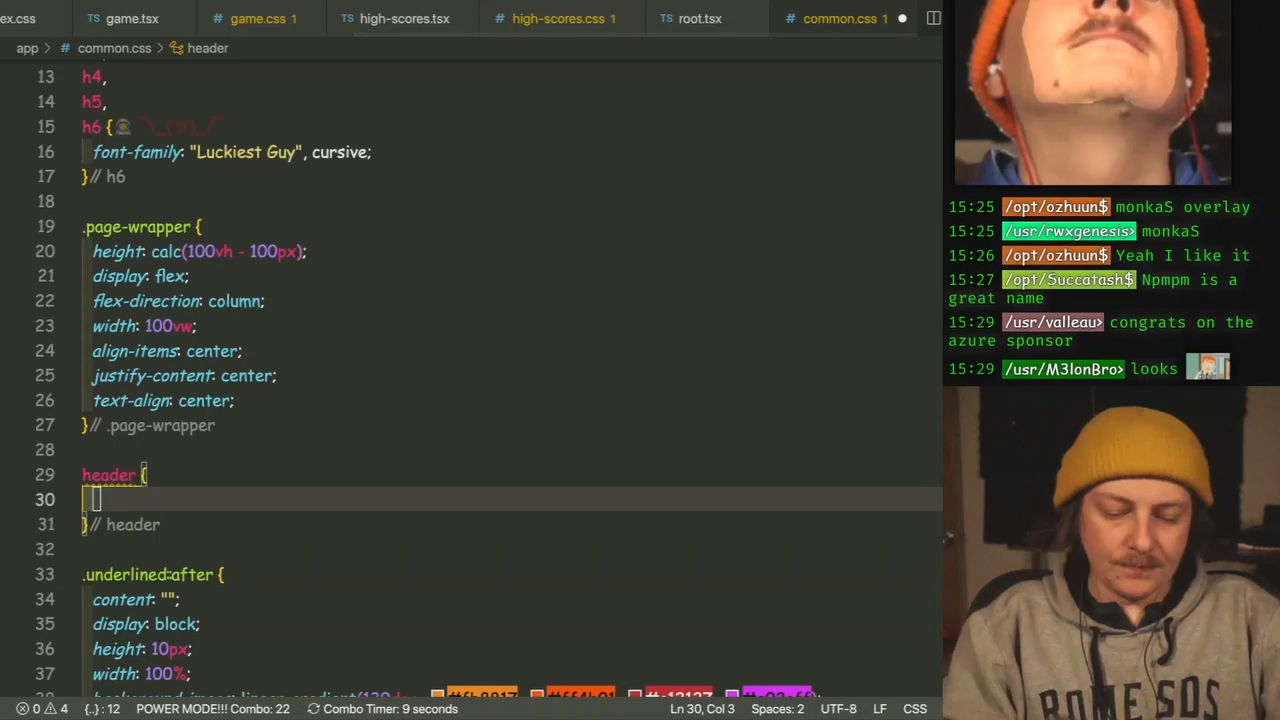 ex.css
game.tsx
# game.css 1
high-scores.tsx
# high-scores.css 1
root.tsx
# common.css 1
app > # common.css > header
13 h4,
14 h5,
15 h6 {
16 font-family: "Luckiest Guy", cursive;
17 }// h6
18
19 .page-wrapper {
20 height: calc(100vh - 100px);
21 display: flex;
22 flex-direction: column;
23 width: 100vw;
24 align-items: center;
25 justify-content: center;
26 text-align: center;
27 }// .page-wrapper
28
29 header {
30
31 }// header
32
33 .underlined::after {
34 content: "";
35 display: block;
36 height: 10px;
37 width: 100%;
0 4 {..}: 12 POWER MODE!!! Combo: 22 Combo Timer: 9 seconds Ln 30, Col 3 Spaces: 2 UTF-8 LF CSS
15:25 /opt/ozhuun$ monkaS overlay
15:25 /usr/rwxgenesis> monkaS
15:26 /opt/ozhuun$ Yeah I like it
15:27 /opt/Succatash$ Npmpm is a
great name
15:29 /usr/valleau> congrats on the
azure sponsor
15:29 /usr/M3lonBro> looks